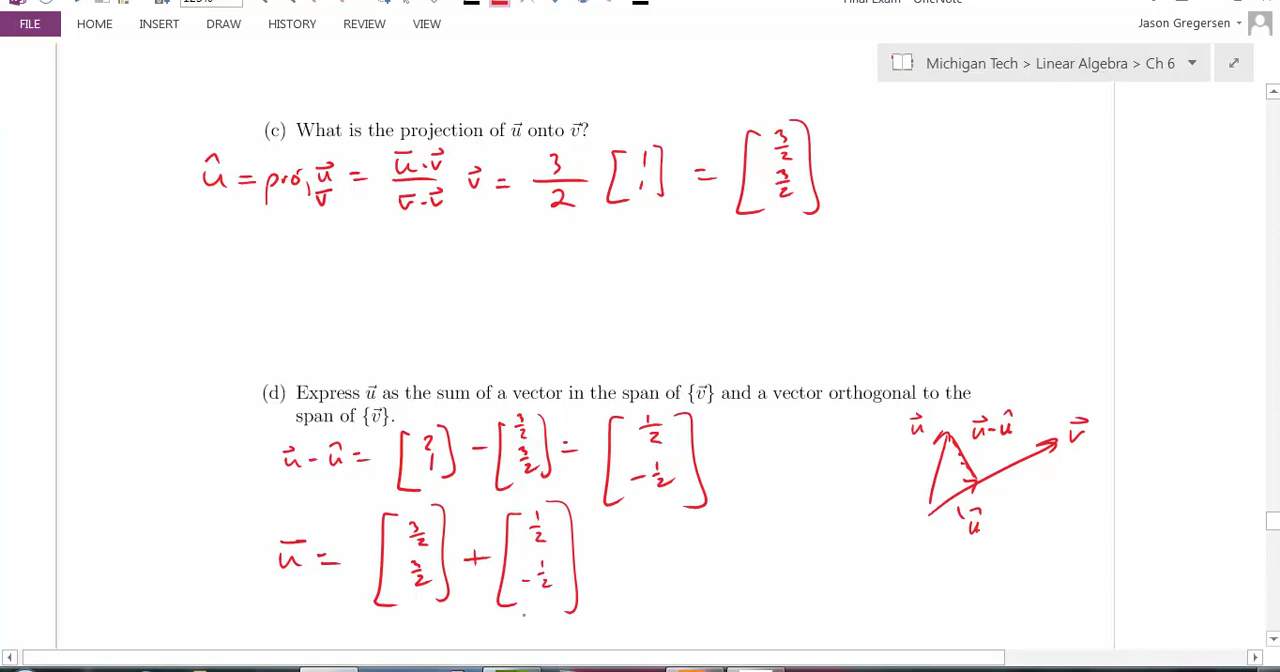 FILE HOME INSERT DRAW HISTORY REVIEW VIEW
Jason Gregersen
Michigan Tech > Linear Algebra > Ch 6
(c) What is the projection of u⃗ onto v⃗?
û = proj_v⃗ u⃗ = (ū·v⃗)/(v̄·v⃗) v⃗ = 3/2 [1 1] = [3/2 3/2]
(d) Express u⃗ as the sum of a vector in the span of {v⃗} and a vector orthogonal to the
span of {v⃗}.
u⃗ - û = [2 1] - [3/2 3/2] = [1/2 -1/2]
u⃗ u⃗-û v⃗
û
ū = [3/2 3/2] + [1/2 -1/2]